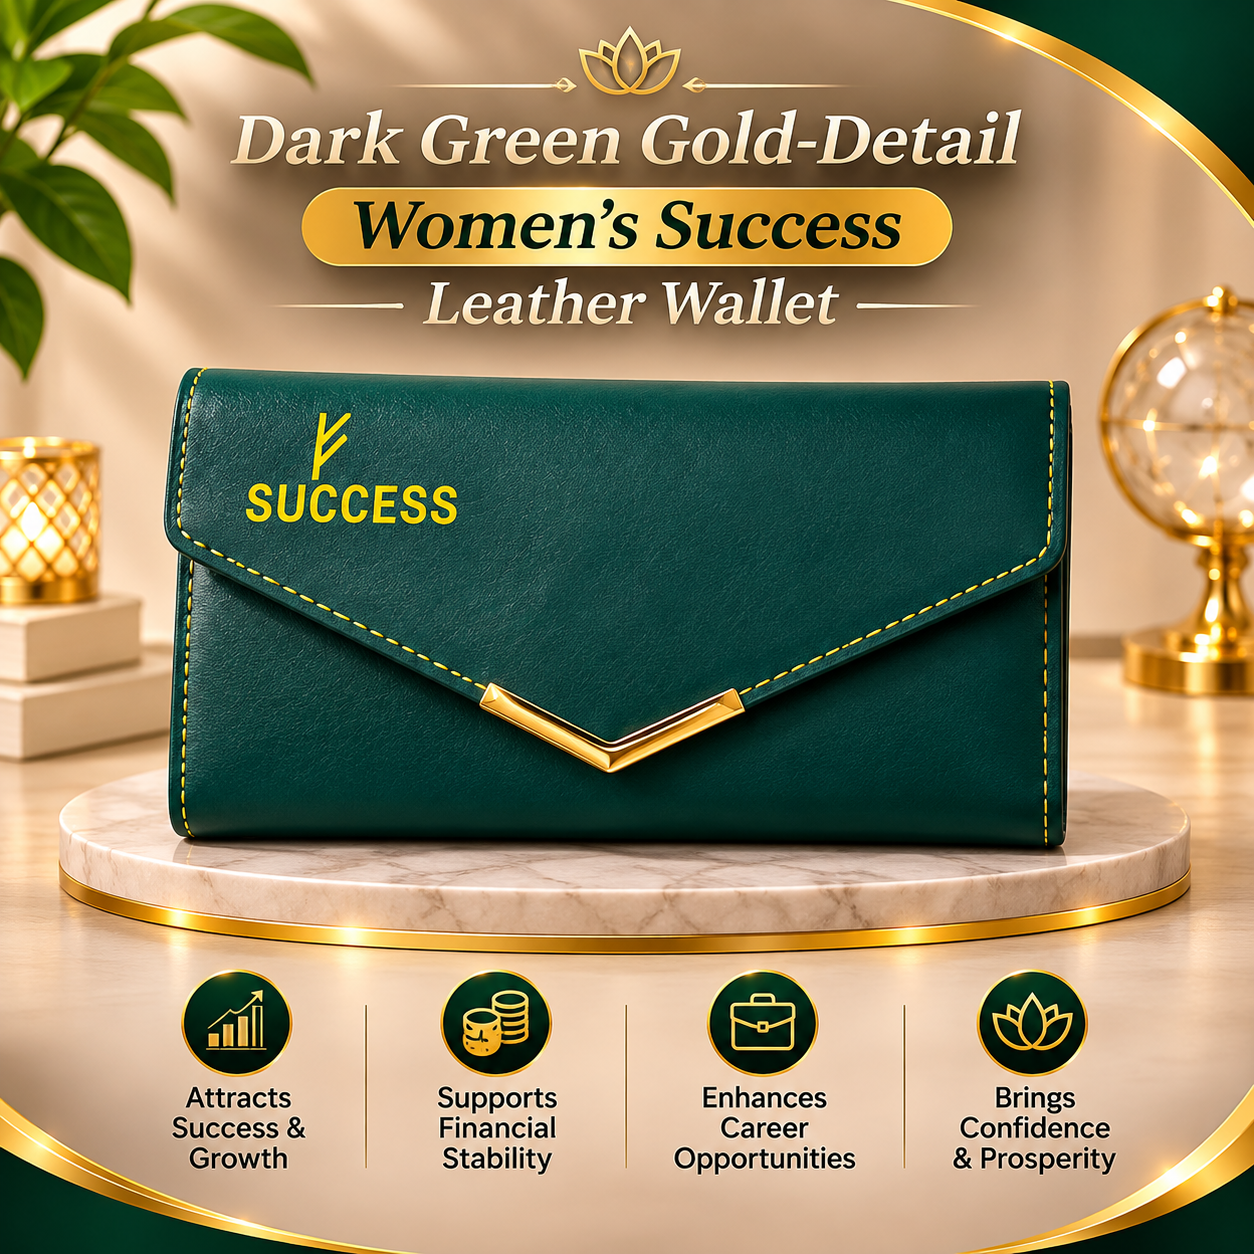 Dark Green Gold-Detail
Women's Success
Leather Wallet
SUCCESS
Attracts
Success &
Growth
Supports
Financial
Stability
Enhances
Career
Opportunities
Brings
Confidence
& Prosperity